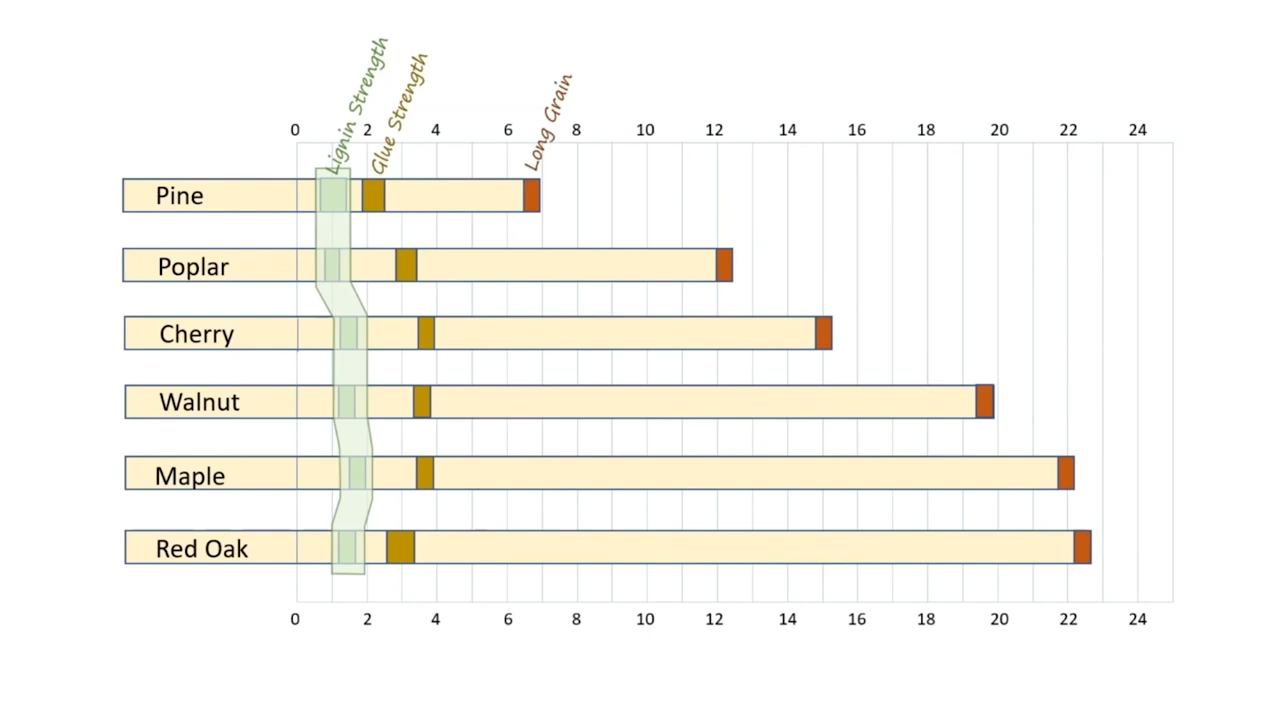 Lignin Strength
Glue Strength
Long Grain
0 2 4 6 8 10 12 14 16 18 20 22 24
Pine
Poplar
Cherry
Walnut
Maple
Red Oak
0 2 4 6 8 10 12 14 16 18 20 22 24